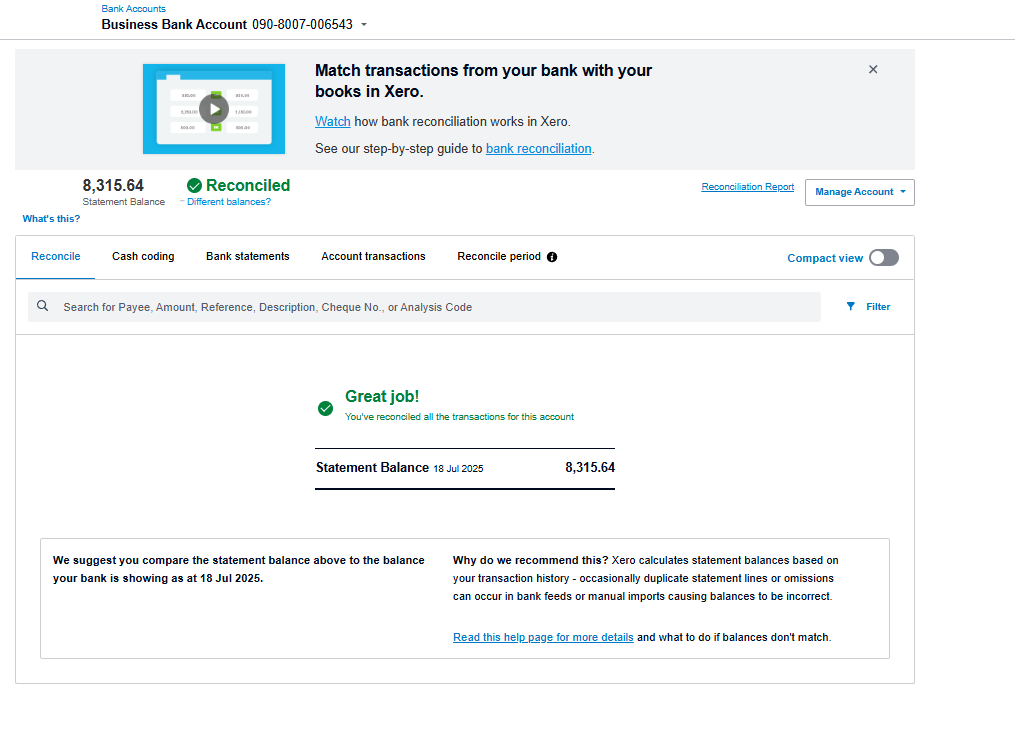 Bank Accounts
Business Bank Account 090-8007-006543
Match transactions from your bank with your
books in Xero.
Watch how bank reconciliation works in Xero.
See our step-by-step guide to bank reconciliation.
8,315.64
Reconciled
Statement Balance
Different balances?
What's this?
Reconciliation Report
Manage Account
Reconcile
Cash coding
Bank statements
Account transactions
Reconcile period
Compact view
Search for Payee, Amount, Reference, Description, Cheque No., or Analysis Code
Filter
Great job!
You've reconciled all the transactions for this account
Statement Balance 18 Jul 2025 8,315.64
We suggest you compare the statement balance above to the balance
your bank is showing as at 18 Jul 2025.
Why do we recommend this? Xero calculates statement balances based on
your transaction history - occasionally duplicate statement lines or omissions
can occur in bank feeds or manual imports causing balances to be incorrect.
Read this help page for more details and what to do if balances don't match.